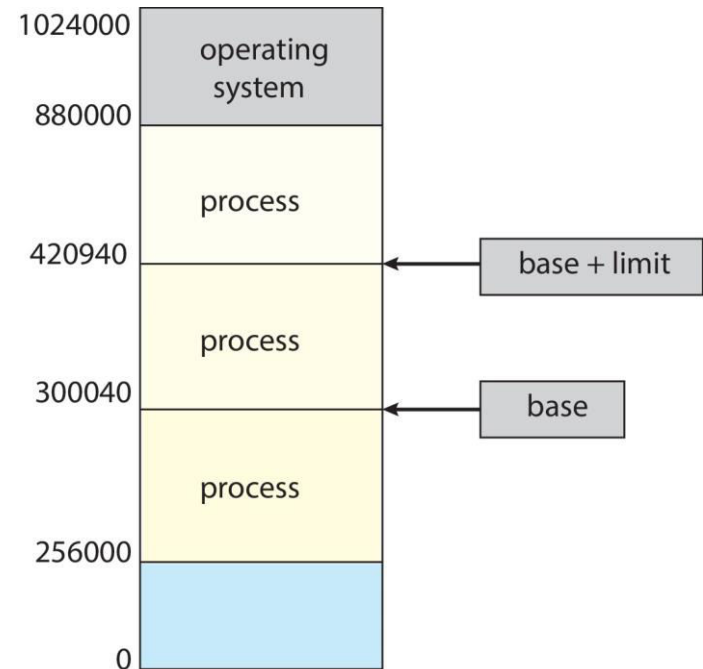 1024000
operating
system
880000
process
420940
base + limit
process
300040
base
process
256000
0